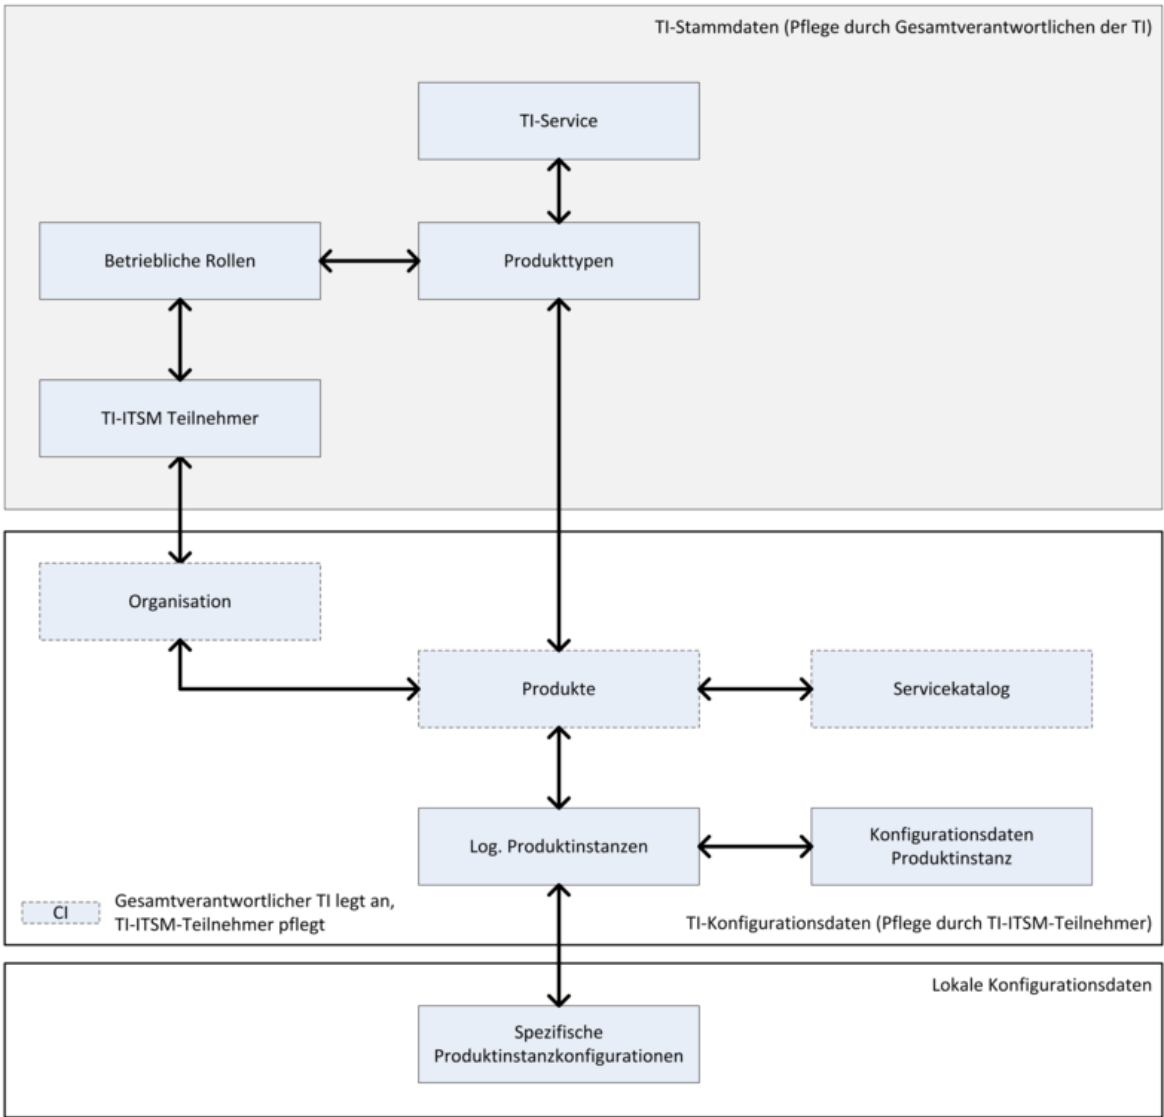 TI-Stammdaten (Pflege durch Gesamtverantwortlichen der TI)
TI-Service
Betriebliche Rollen
Produkttypen
TI-ITSM Teilnehmer
Organisation
Produkte
Servicekatalog
Log. Produktinstanzen
Konfigurationsdaten
Produktinstanz
CI
Gesamtverantwortlicher TI legt an,
TI-ITSM-Teilnehmer pflegt
TI-Konfigurationsdaten (Pflege durch TI-ITSM-Teilnehmer)
Lokale Konfigurationsdaten
Spezifische
Produktinstanzkonfigurationen